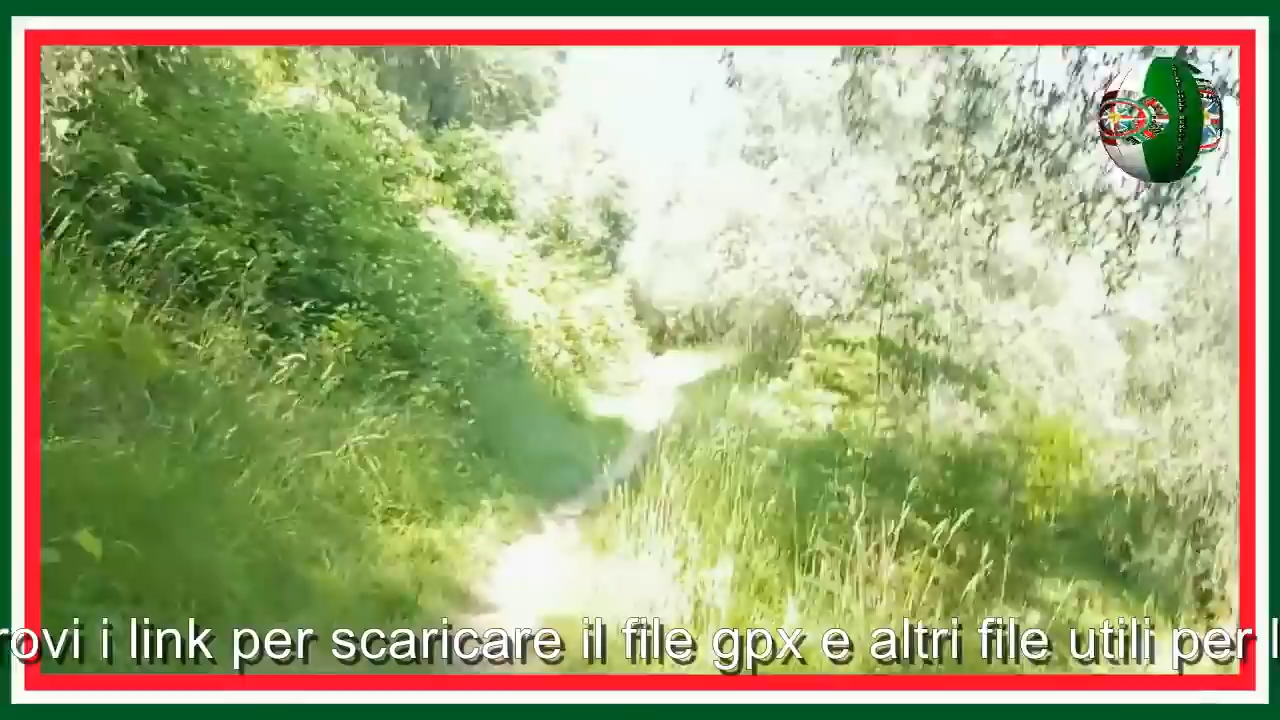 rovi i link per scaricare il file gpx e altri file utili per l